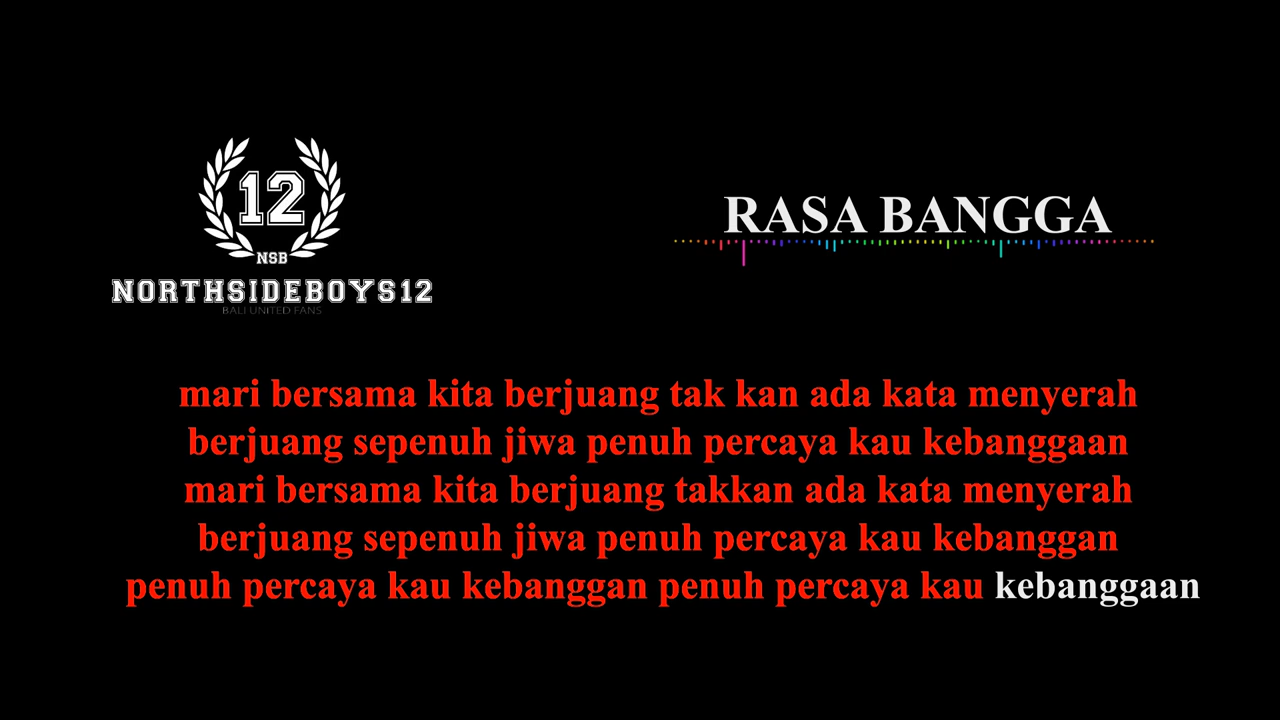 12
NSB
NORTHSIDEBOYS12
BALI UNITED FANS
RASA BANGGA
mari bersama kita berjuang tak kan ada kata menyerah
berjuang sepenuh jiwa penuh percaya kau kebanggaan
mari bersama kita berjuang takkan ada kata menyerah
berjuang sepenuh jiwa penuh percaya kau kebanggan
penuh percaya kau kebanggan penuh percaya kau kebanggaan